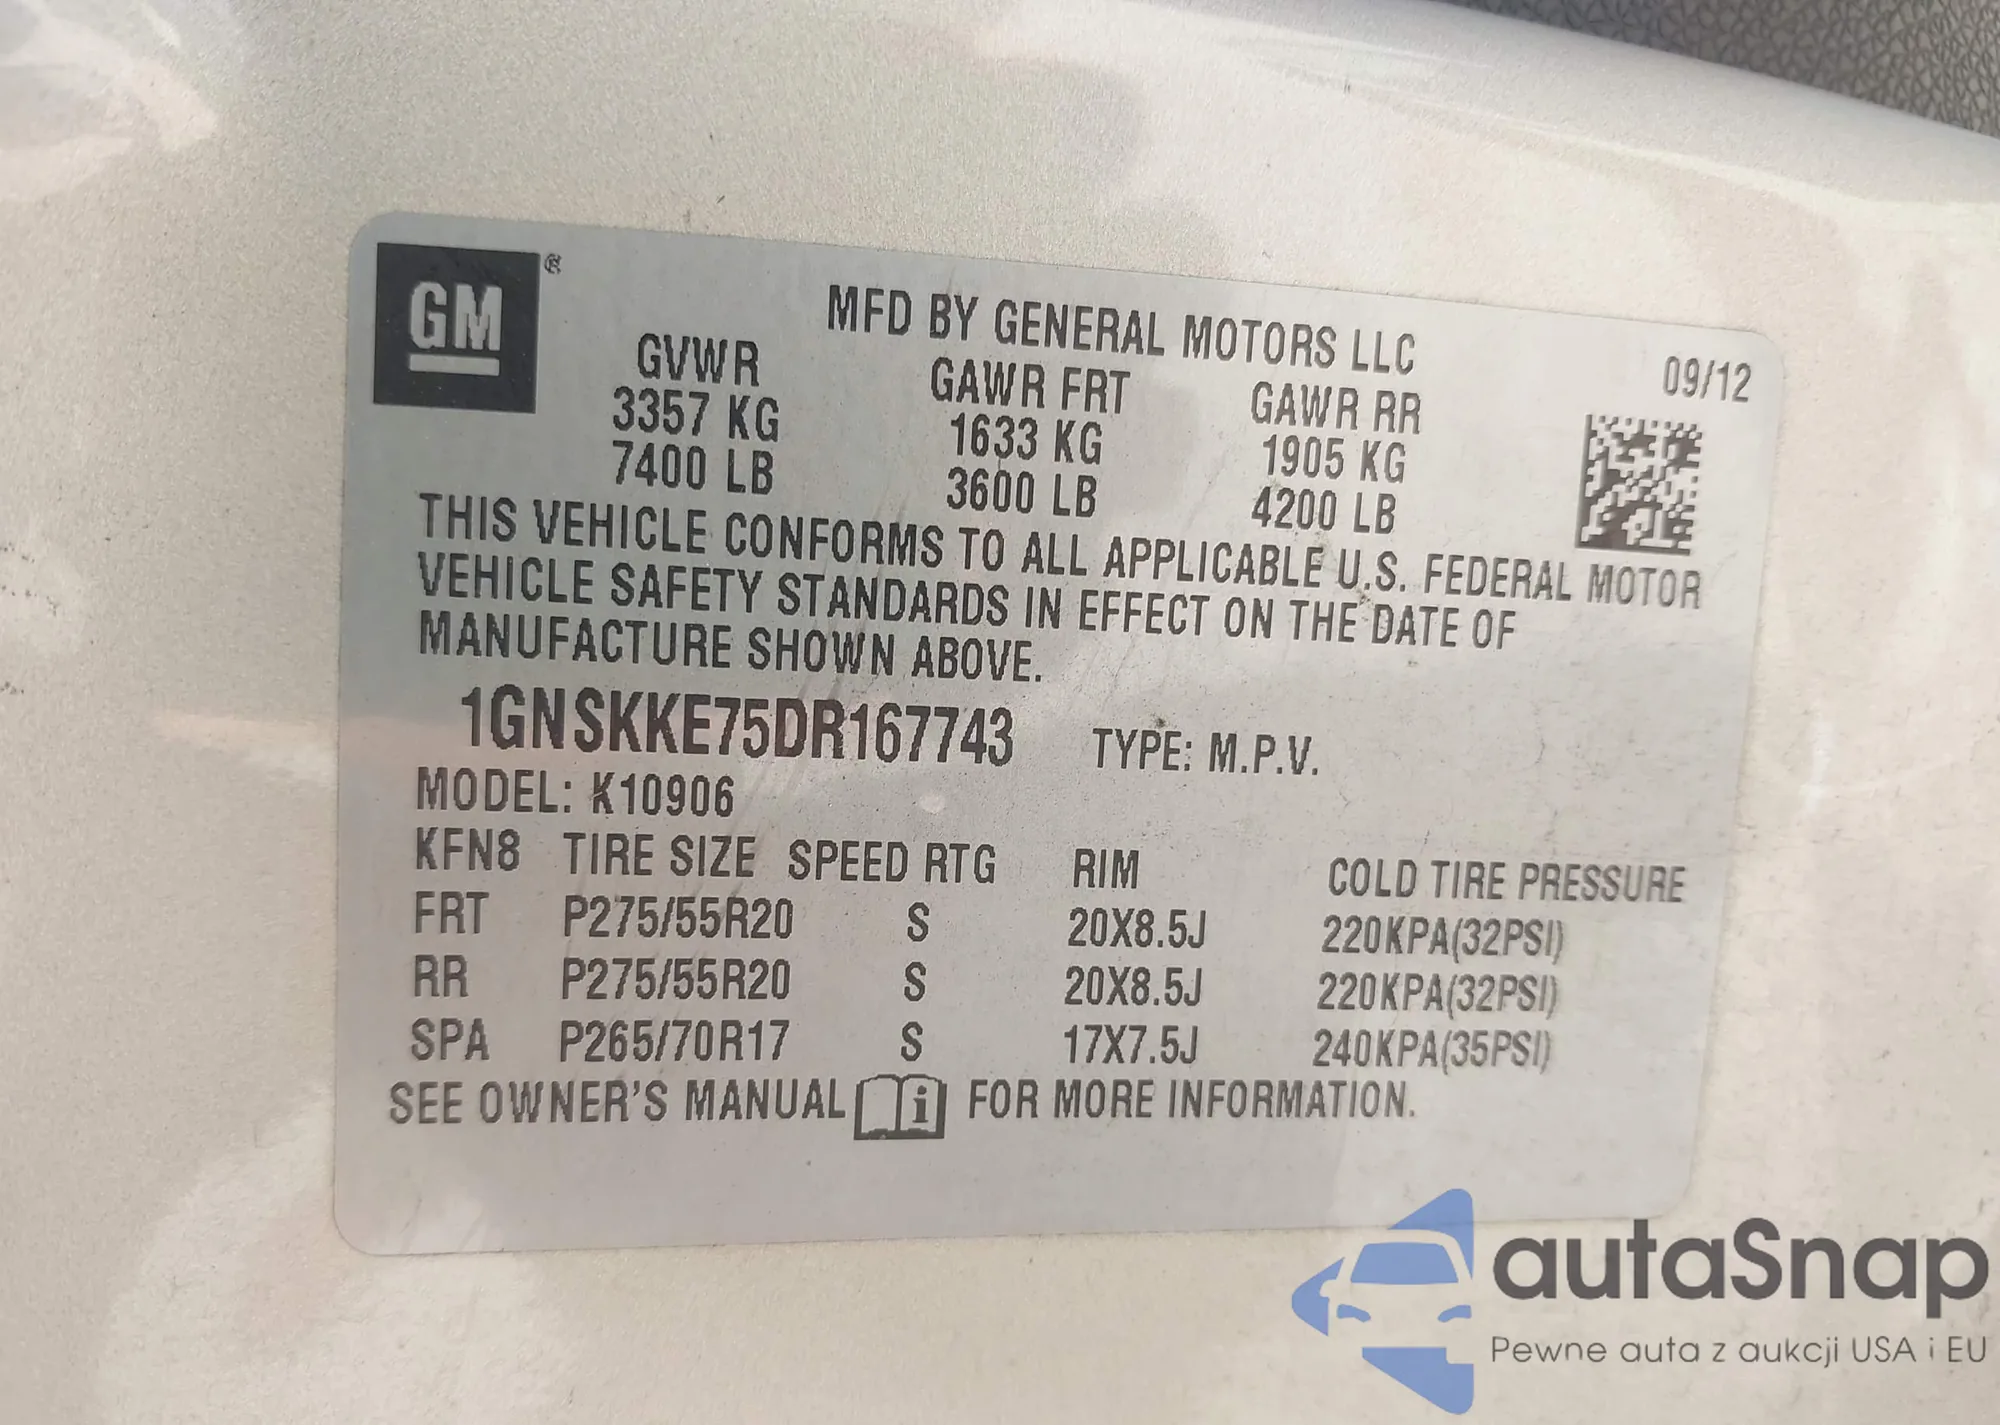 GM ®
MFD BY GENERAL MOTORS LLC
09/12
GVWR GAWR FRT GAWR RR
3357 KG 1633 KG 1905 KG
7400 LB 3600 LB 4200 LB
THIS VEHICLE CONFORMS TO ALL APPLICABLE U.S. FEDERAL MOTOR
VEHICLE SAFETY STANDARDS IN EFFECT ON THE DATE OF
MANUFACTURE SHOWN ABOVE.
1GNSKKE75DR167743 TYPE: M.P.V.
MODEL: K10906
KFN8 TIRE SIZE SPEED RTG RIM COLD TIRE PRESSURE
FRT P275/55R20 S 20X8.5J 220KPA(32PSI)
RR P275/55R20 S 20X8.5J 220KPA(32PSI)
SPA P265/70R17 S 17X7.5J 240KPA(35PSI)
SEE OWNER'S MANUAL i FOR MORE INFORMATION.
autaSnap
Pewne auta z aukcji USA i EU